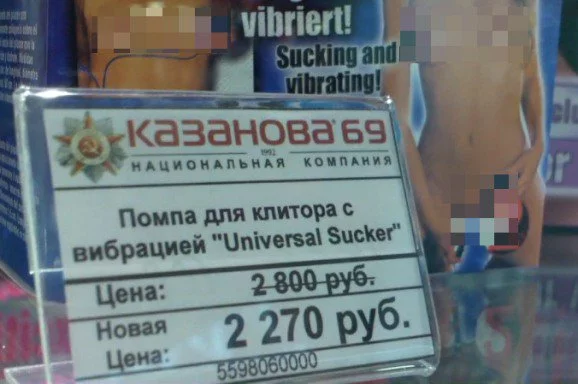 vibriert!
Sucking and
vibrating!
КАЗАНОВА 69
1992
НАЦИОНАЛЬНАЯ КОМПАНИЯ
Помпа для клитора с
вибрацией "Universal Sucker"
Цена: 2 800 руб.
Новая
Цена: 2 270 руб.
5598060000